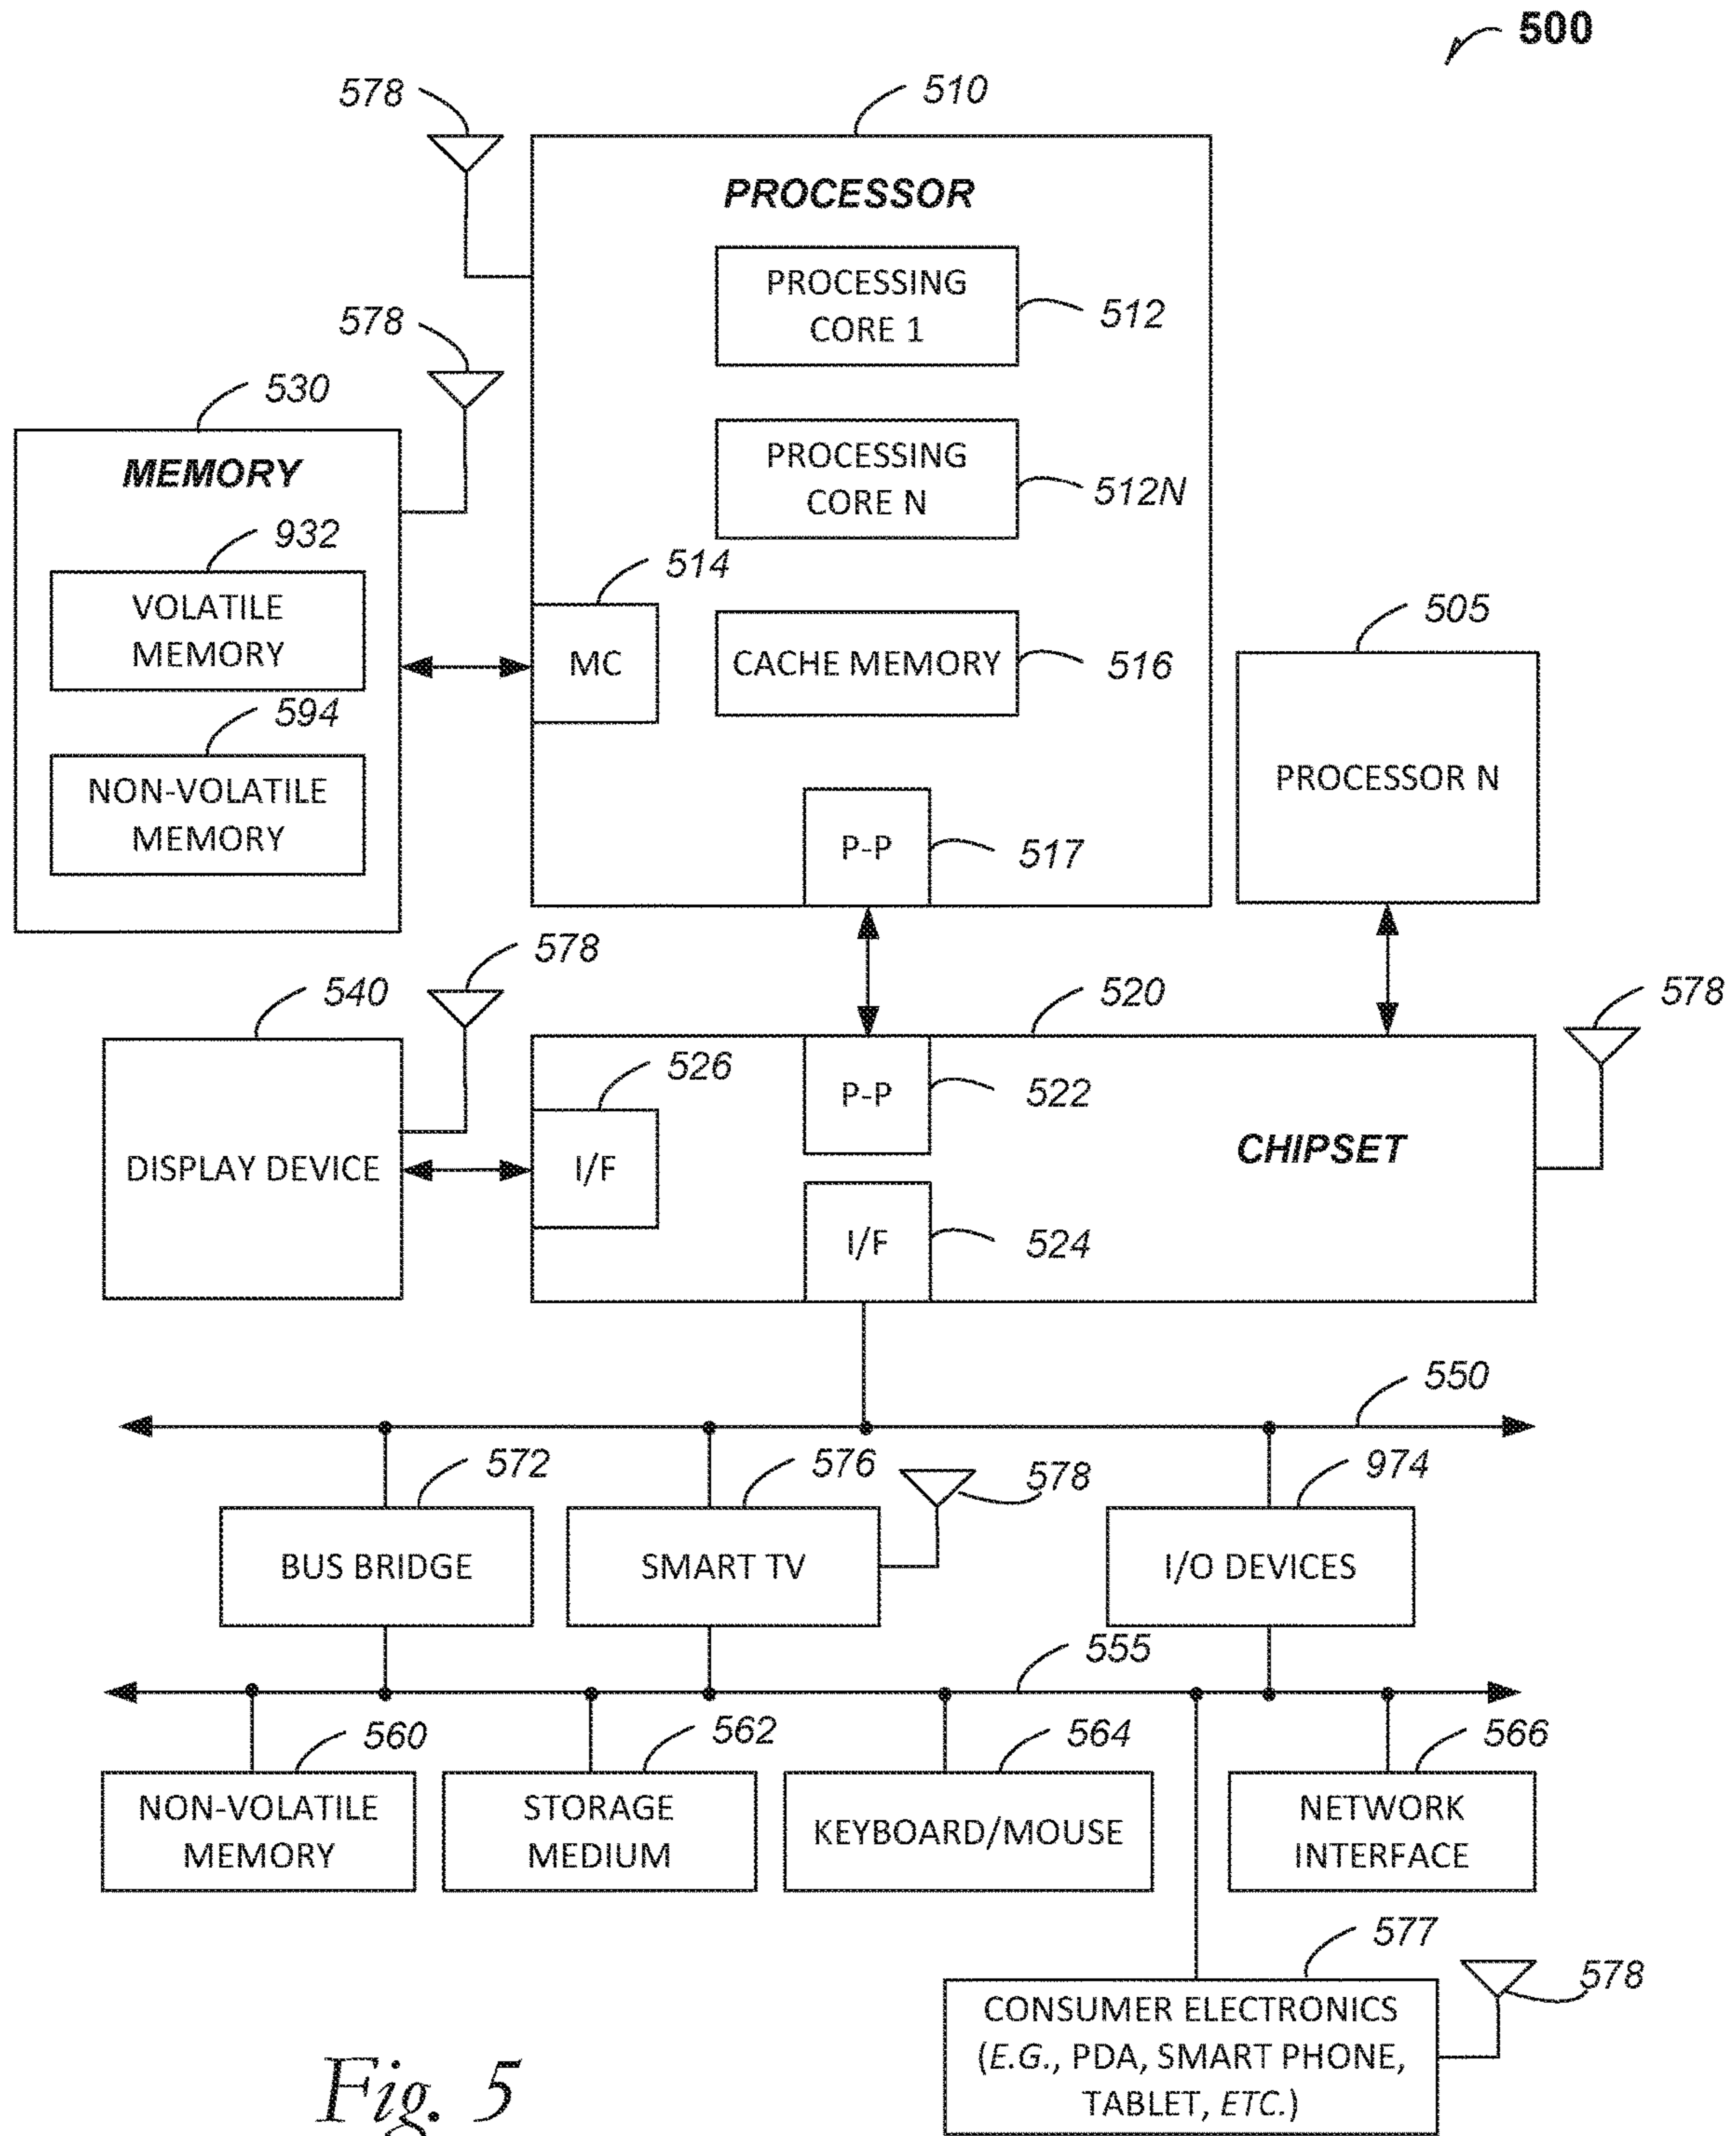 500
578
510
PROCESSOR
PROCESSING
CORE 1
512
578
530
MEMORY
PROCESSING
CORE N
512N
932
VOLATILE
MEMORY
514
MC
CACHE MEMORY
516
505
594
NON-VOLATILE
MEMORY
PROCESSOR N
P-P
517
578
540
520
578
526
P-P
522
DISPLAY DEVICE
I/F
CHIPSET
I/F
524
550
572
576
578
974
BUS BRIDGE
SMART TV
I/O DEVICES
555
560
562
564
566
NON-VOLATILE
MEMORY
STORAGE
MEDIUM
KEYBOARD/MOUSE
NETWORK
INTERFACE
577
578
CONSUMER ELECTRONICS
(E.G., PDA, SMART PHONE,
TABLET, ETC.)
Fig. 5